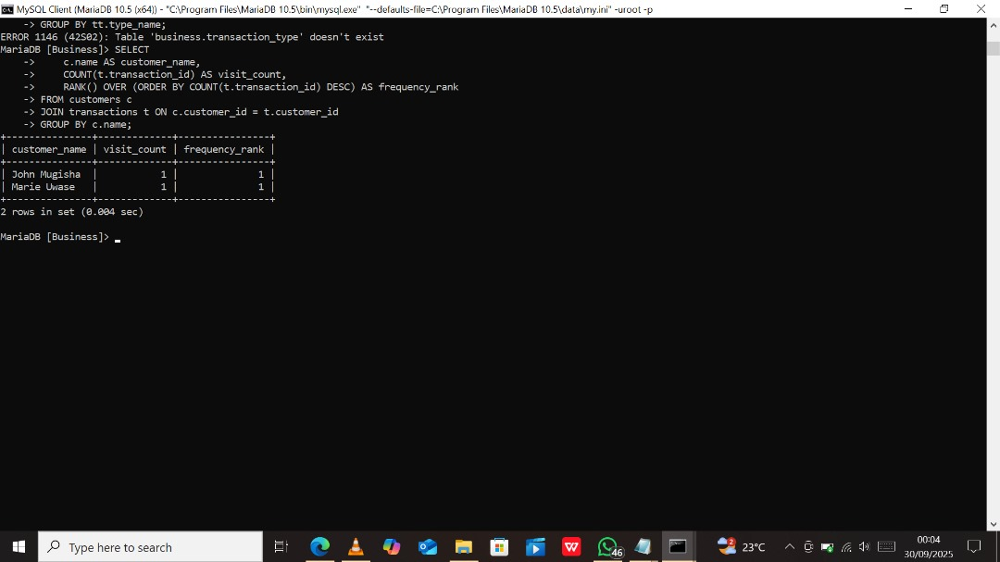 MySQL Client (MariaDB 10.5 (x64)) - "C:\Program Files\MariaDB 10.5\bin\mysql.exe" "--defaults-file=C:\Program Files\MariaDB 10.5\data\my.ini" -uroot -p
    -> GROUP BY tt.type_name;
ERROR 1146 (42S02): Table 'business.transaction_type' doesn't exist
MariaDB [Business]> SELECT
    ->     c.name AS customer_name,
    ->     COUNT(t.transaction_id) AS visit_count,
    ->     RANK() OVER (ORDER BY COUNT(t.transaction_id) DESC) AS frequency_rank
    -> FROM customers c
    -> JOIN transactions t ON c.customer_id = t.customer_id
    -> GROUP BY c.name;
+---------------+-------------+----------------+
| customer_name | visit_count | frequency_rank |
+---------------+-------------+----------------+
| John Mugisha  |           1 |              1 |
| Marie Uwase   |           1 |              1 |
+---------------+-------------+----------------+
2 rows in set (0.004 sec)
MariaDB [Business]> _
Type here to search
W
46
2
23°C
00:04
30/09/2025